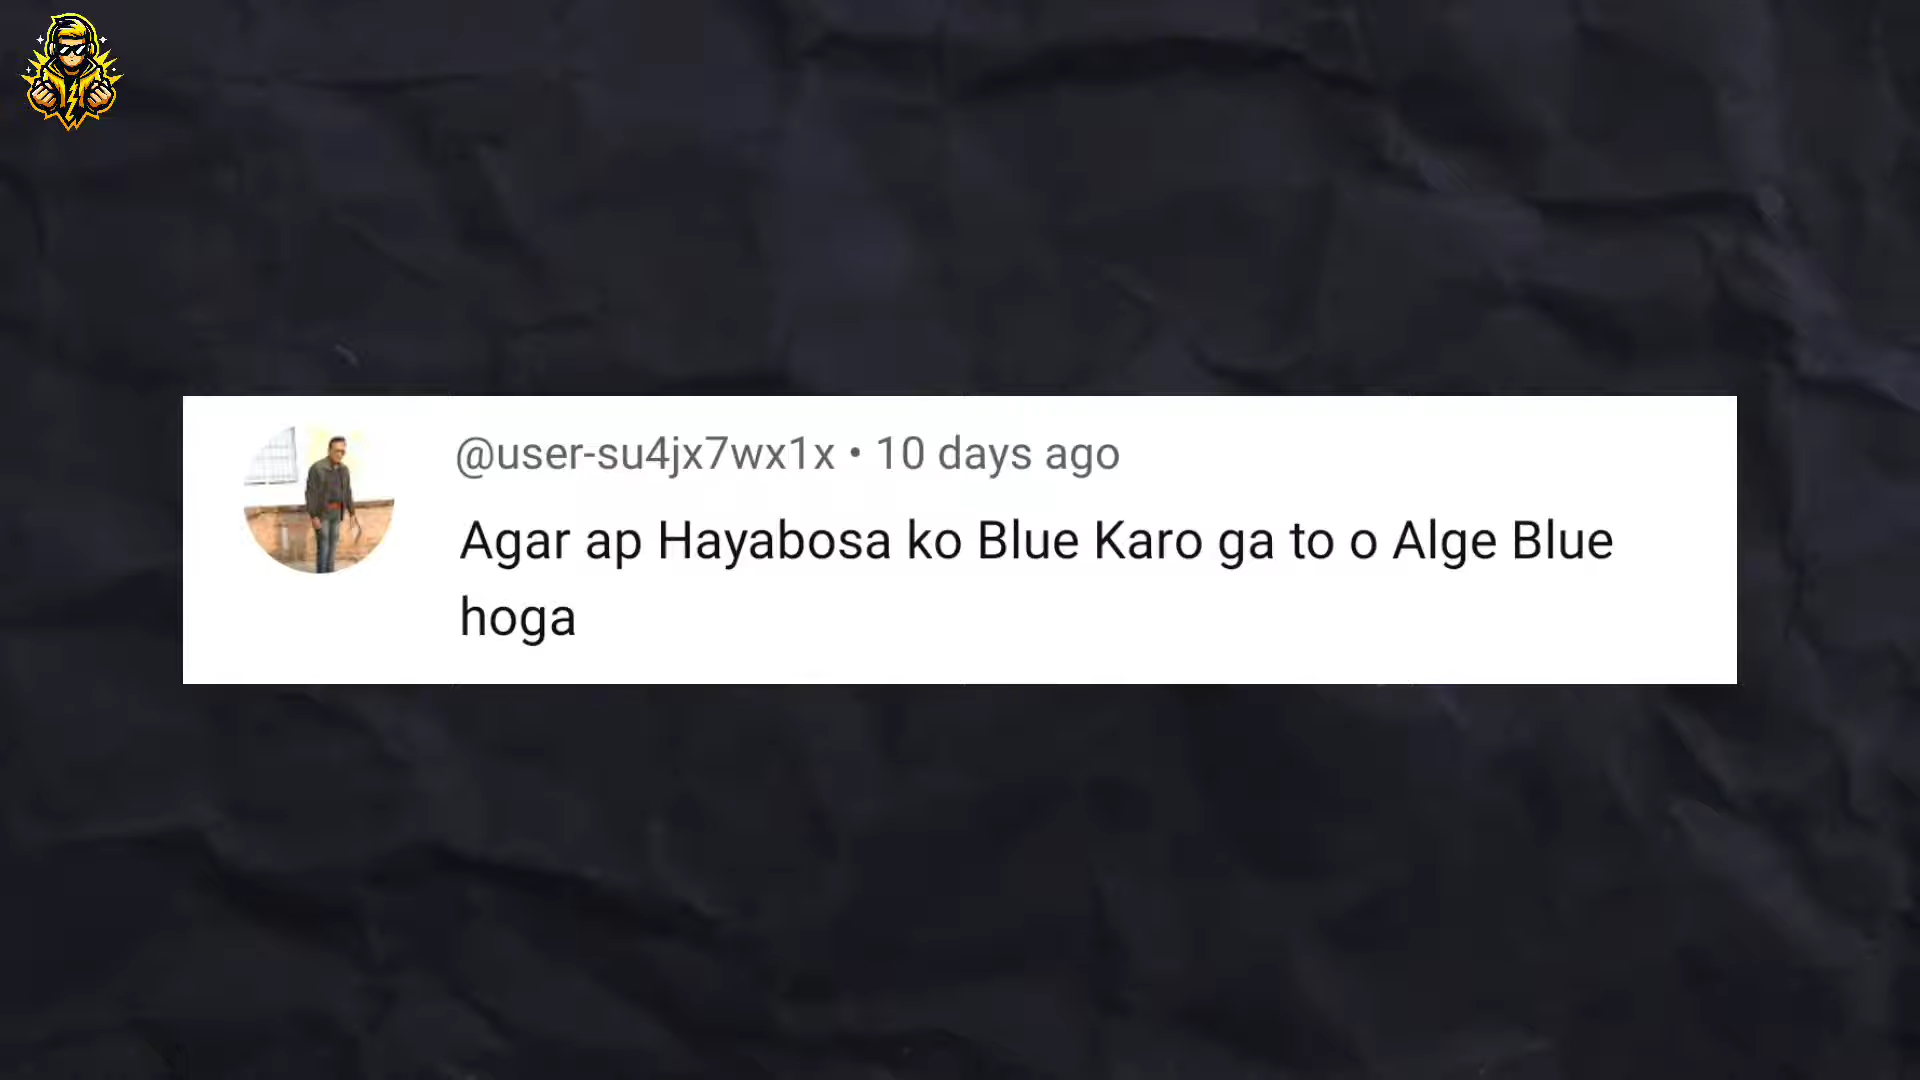 @user-su4jx7wx1x • 10 days ago
Agar ap Hayabosa ko Blue Karo ga to o Alge Blue
hoga